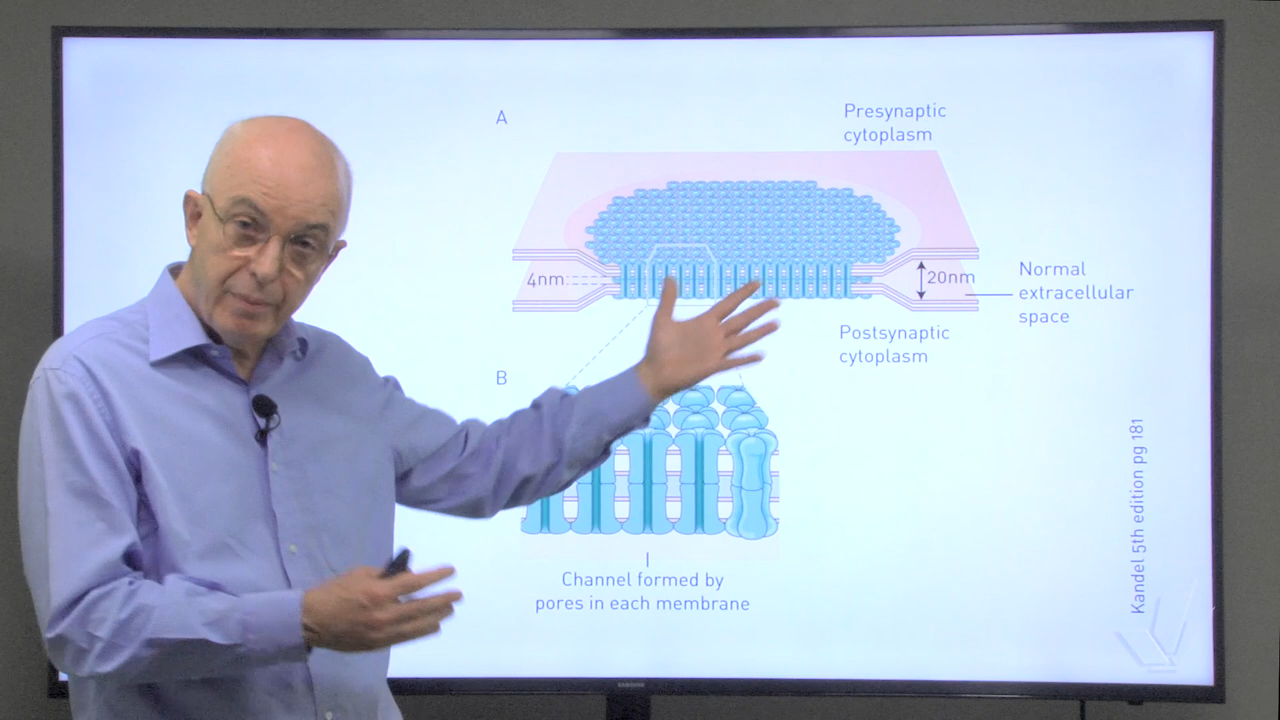 A
Presynaptic
cytoplasm
4nm
20nm
Normal
extracellular
space
Postsynaptic
cytoplasm
B
Channel formed by
pores in each membrane
Kandel 5th edition pg 181
SAMSUNG